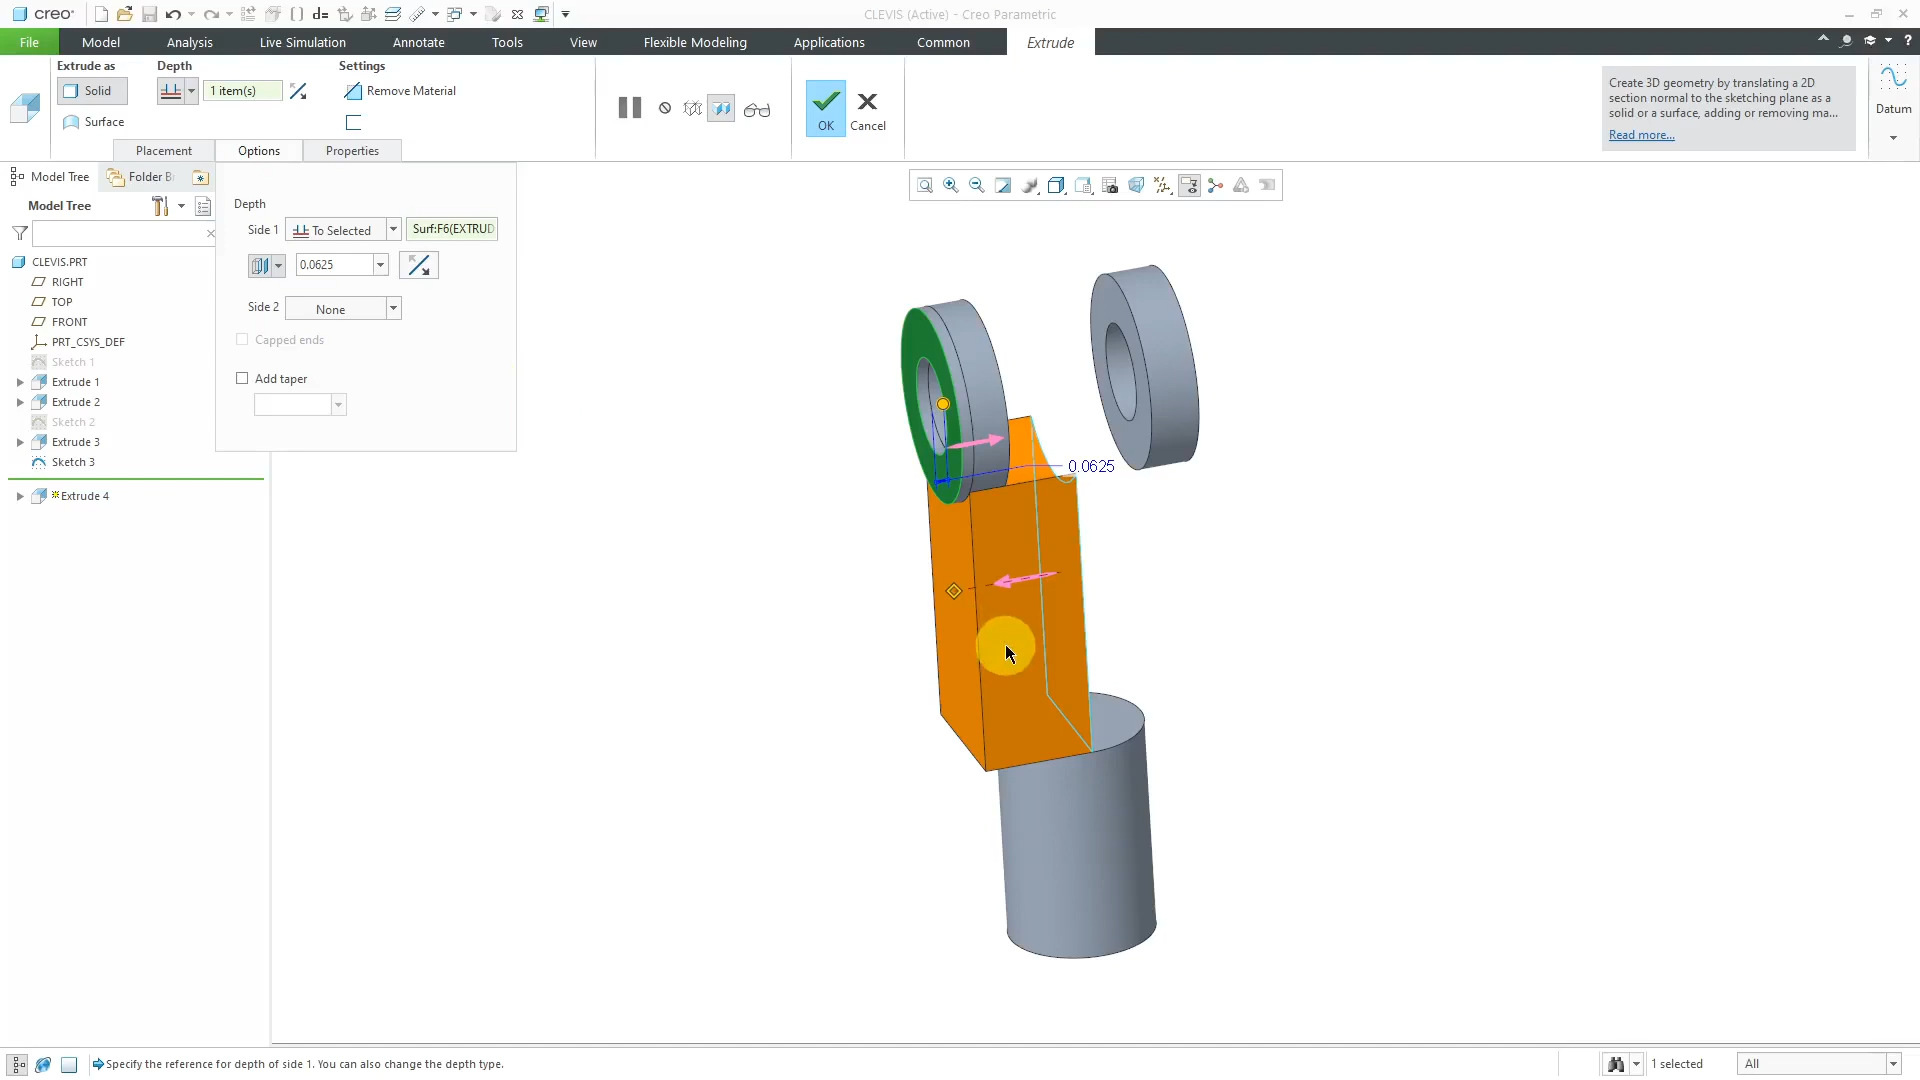 creo
CLEVIS (Active) - Creo Parametric
File
Model
Analysis
Live Simulation
Annotate
Tools
View
Flexible Modeling
Applications
Common
Extrude
Extrude as
Depth
Settings
Solid
1 item(s)
Remove Material
Surface
OK
Cancel
Create 3D geometry by translating a 2D
section normal to the sketching plane as a
solid or a surface, adding or removing ma...
Read more...
Datum
Placement
Options
Properties
Model Tree
Folder B
Model Tree
CLEVIS.PRT
RIGHT
TOP
FRONT
PRT_CSYS_DEF
Sketch 1
Extrude 1
Extrude 2
Sketch 2
Extrude 3
Sketch 3
Extrude 4
Depth
Side 1
To Selected
Surf:F6(EXTRUD
0.0625
Side 2
None
Capped ends
Add taper
0.0625
Specify the reference for depth of side 1. You can also change the depth type.
1 selected
All